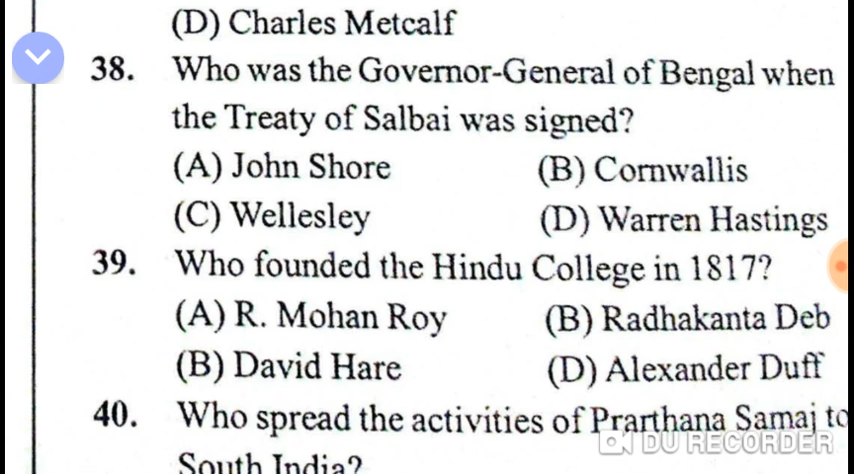 (D) Charles Metcalf
38. Who was the Governor-General of Bengal when
the Treaty of Salbai was signed?
(A) John Shore (B) Cornwallis
(C) Wellesley (D) Warren Hastings
39. Who founded the Hindu College in 1817?
(A) R. Mohan Roy (B) Radhakanta Deb
(B) David Hare (D) Alexander Duff
40. Who spread the activities of Prarthana Samaj to
South India?
DU RECORDER